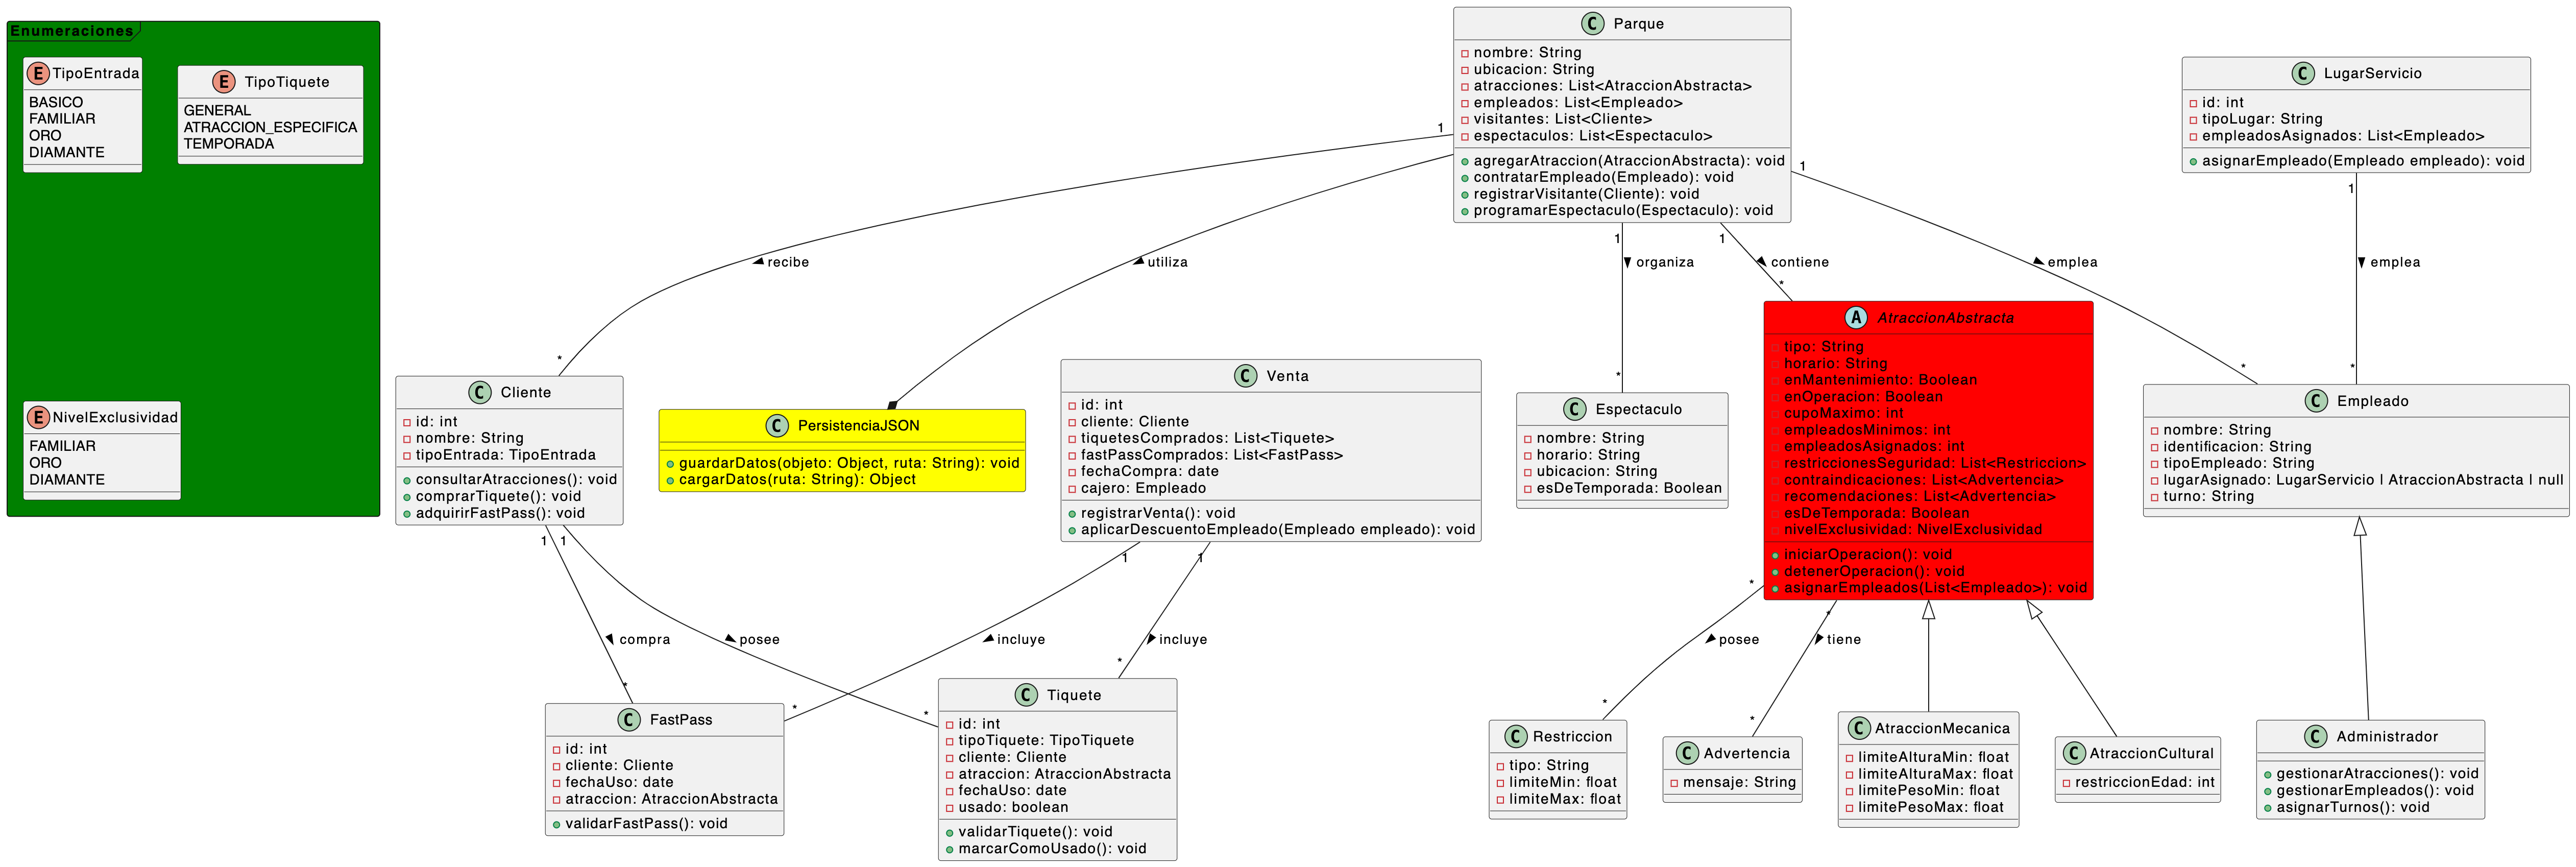 Enumeraciones
E TipoEntrada
BASICO
FAMILIAR
ORO
DIAMANTE
E TipoTiquete
GENERAL
ATRACCION_ESPECIFICA
TEMPORADA
E NivelExclusividad
FAMILIAR
ORO
DIAMANTE
C Parque
nombre: String
ubicacion: String
atracciones: List<AtraccionAbstracta>
empleados: List<Empleado>
visitantes: List<Cliente>
espectaculos: List<Espectaculo>
agregarAtraccion(AtraccionAbstracta): void
contratarEmpleado(Empleado): void
registrarVisitante(Cliente): void
programarEspectaculo(Espectaculo): void
C LugarServicio
id: int
tipoLugar: String
empleadosAsignados: List<Empleado>
asignarEmpleado(Empleado empleado): void
1
1
1
1
1
recibe
utiliza
organiza
contiene
emplea
emplea
*
*
*
*
*
C Cliente
id: int
nombre: String
tipoEntrada: TipoEntrada
consultarAtracciones(): void
comprarTiquete(): void
adquirirFastPass(): void
C PersistenciaJSON
guardarDatos(objeto: Object, ruta: String): void
cargarDatos(ruta: String): Object
C Venta
id: int
cliente: Cliente
tiquetesComprados: List<Tiquete>
fastPassComprados: List<FastPass>
fechaCompra: date
cajero: Empleado
registrarVenta(): void
aplicarDescuentoEmpleado(Empleado empleado): void
C Espectaculo
nombre: String
horario: String
ubicacion: String
esDeTemporada: Boolean
A AtraccionAbstracta
tipo: String
horario: String
enMantenimiento: Boolean
enOperacion: Boolean
cupoMaximo: int
empleadosMinimos: int
empleadosAsignados: int
restriccionesSeguridad: List<Restriccion>
contraindicaciones: List<Advertencia>
recomendaciones: List<Advertencia>
esDeTemporada: Boolean
nivelExclusividad: NivelExclusividad
iniciarOperacion(): void
detenerOperacion(): void
asignarEmpleados(List<Empleado>): void
C Empleado
nombre: String
identificacion: String
tipoEmpleado: String
lugarAsignado: LugarServicio | AtraccionAbstracta | null
turno: String
1
1
1
1
*
*
compra
posee
incluye
incluye
posee
tiene
*
*
*
*
*
*
C FastPass
id: int
cliente: Cliente
fechaUso: date
atraccion: AtraccionAbstracta
validarFastPass(): void
C Tiquete
id: int
tipoTiquete: TipoTiquete
cliente: Cliente
atraccion: AtraccionAbstracta
fechaUso: date
usado: boolean
validarTiquete(): void
marcarComoUsado(): void
C Restriccion
tipo: String
limiteMin: float
limiteMax: float
C Advertencia
mensaje: String
C AtraccionMecanica
limiteAlturaMin: float
limiteAlturaMax: float
limitePesoMin: float
limitePesoMax: float
C AtraccionCultural
restriccionEdad: int
C Administrador
gestionarAtracciones(): void
gestionarEmpleados(): void
asignarTurnos(): void